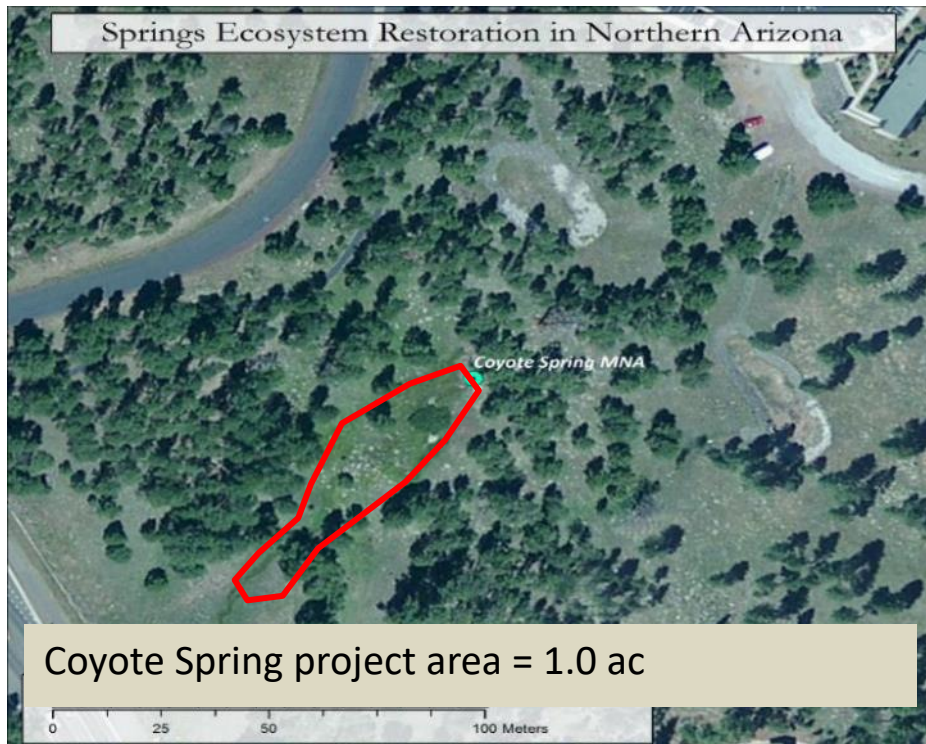 Springs Ecosystem Restoration in Northern Arizona
Coyote Spring MNA
Coyote Spring project area = 1.0 ac
0 25 50 100 Meters